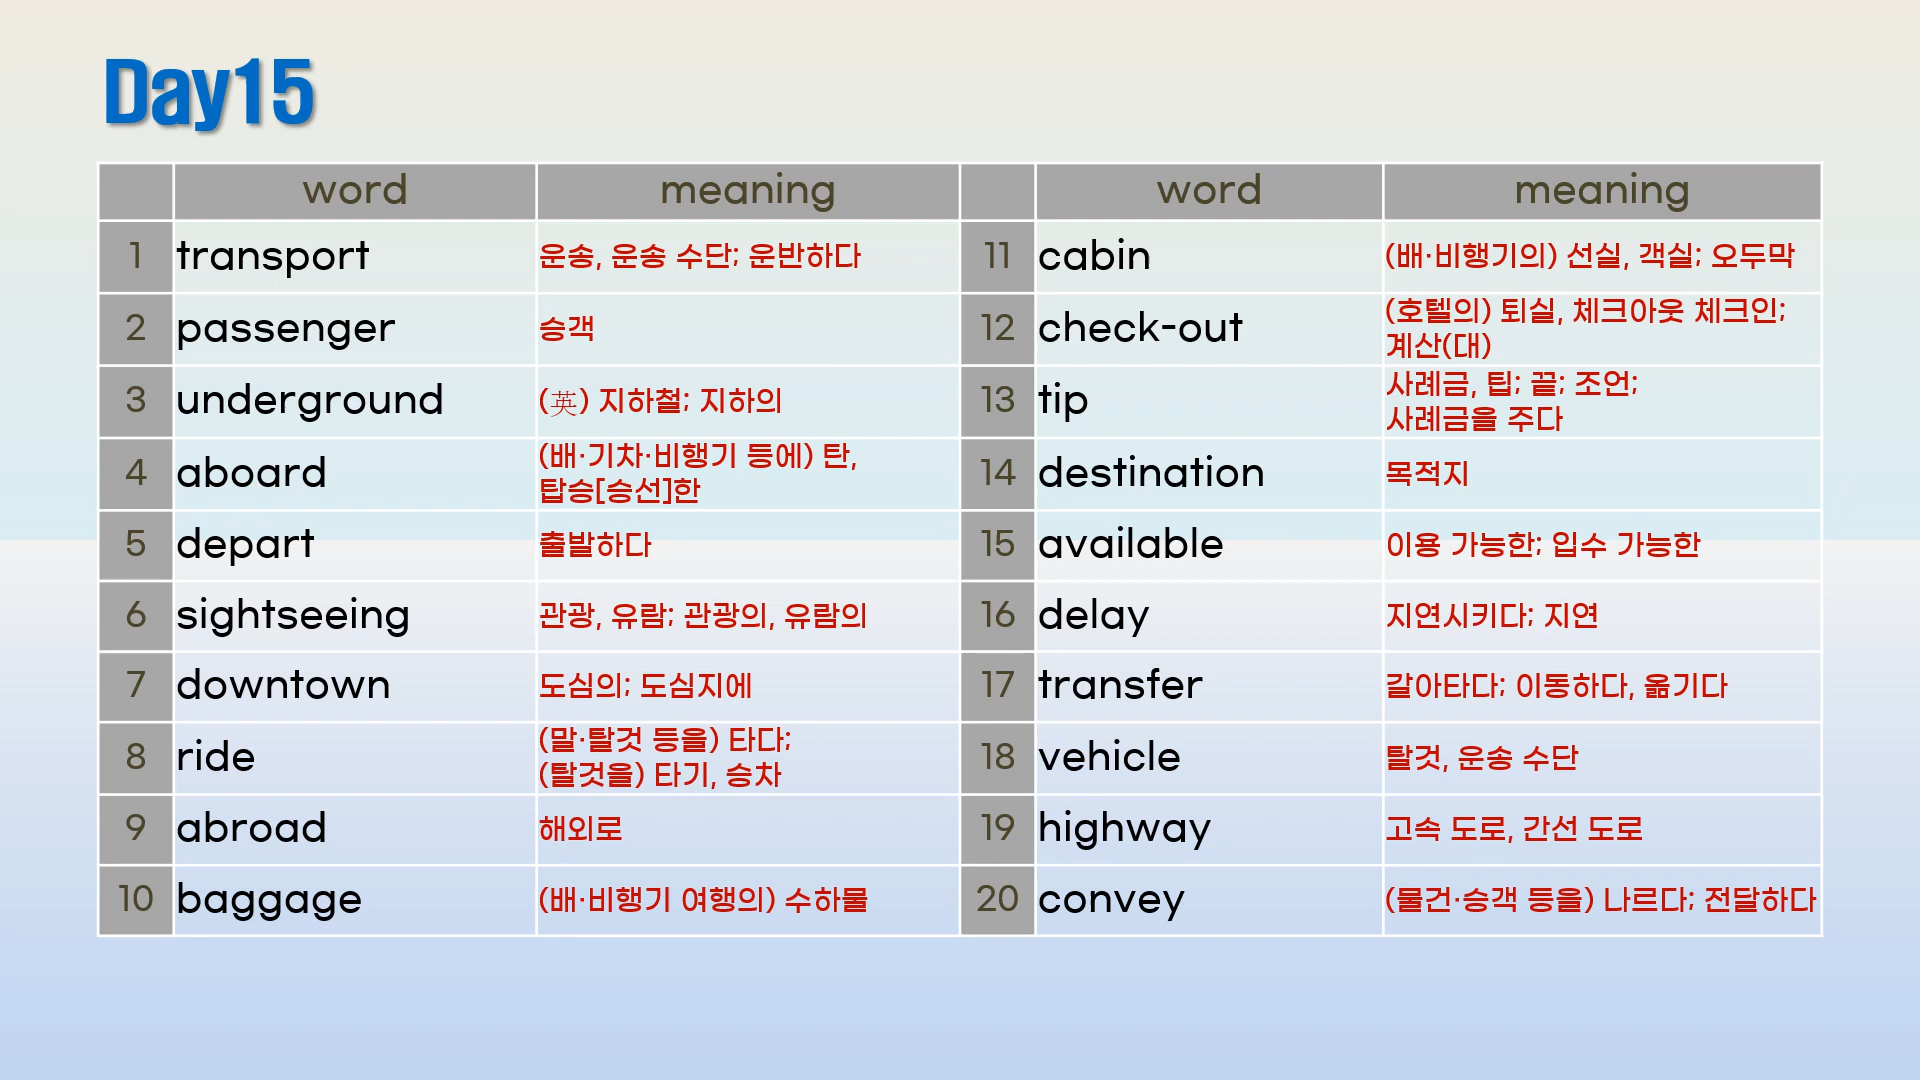 Day15
word meaning word meaning
1 transport 운송, 운송 수단; 운반하다 11 cabin (배·비행기의) 선실, 객실; 오두막
2 passenger 승객 12 check-out (호텔의) 퇴실, 체크아웃 체크인;
계산(대)
3 underground (英) 지하철; 지하의 13 tip 사례금, 팁; 끝; 조언;
사례금을 주다
4 aboard (배·기차·비행기 등에) 탄,
탑승[승선]한 14 destination 목적지
5 depart 출발하다 15 available 이용 가능한; 입수 가능한
6 sightseeing 관광, 유람; 관광의, 유람의 16 delay 지연시키다; 지연
7 downtown 도심의; 도심지에 17 transfer 갈아타다; 이동하다, 옮기다
8 ride (말·탈것 등을) 타다;
(탈것을) 타기, 승차 18 vehicle 탈것, 운송 수단
9 abroad 해외로 19 highway 고속 도로, 간선 도로
10 baggage (배·비행기 여행의) 수하물 20 convey (물건·승객 등을) 나르다; 전달하다